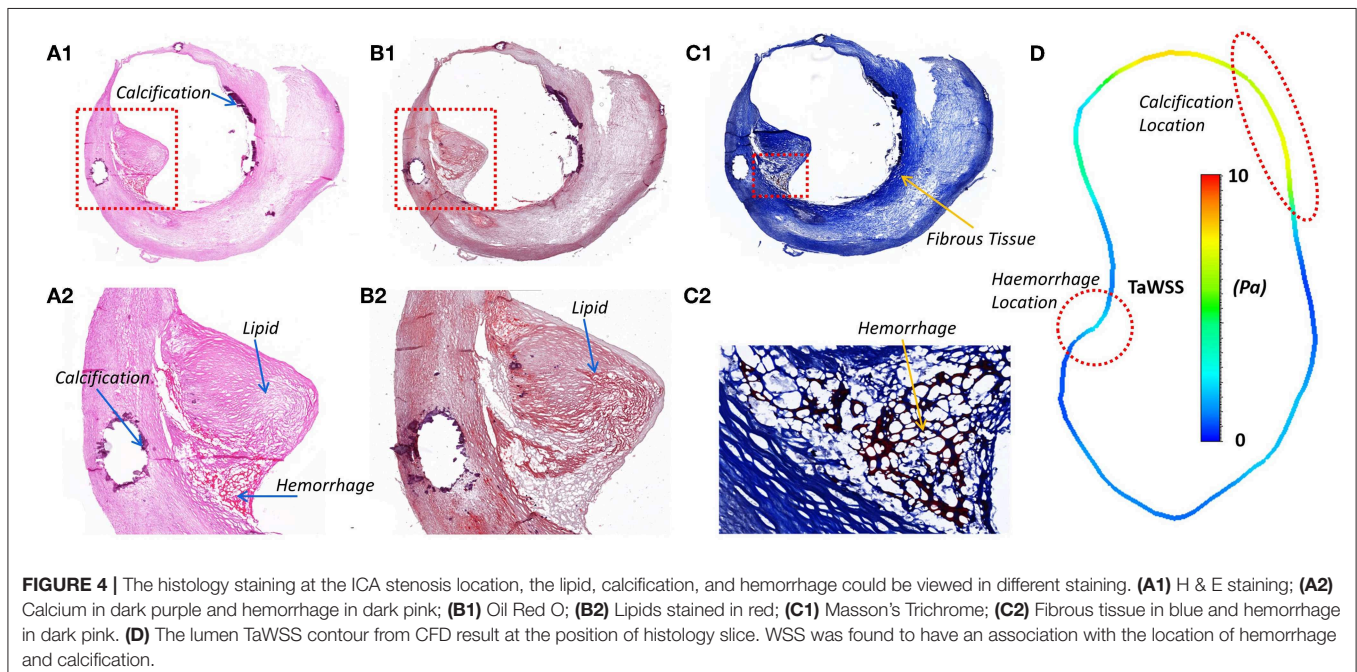 A1
Calcification
B1
C1
Fibrous Tissue
D
Calcification
Location
10
Haemorrhage
Location
TaWSS
(Pa)
0
A2
Lipid
Calcification
Hemorrhage
B2
Lipid
C2
Hemorrhage
FIGURE 4 | The histology staining at the ICA stenosis location, the lipid, calcification, and hemorrhage could be viewed in different staining. (A1) H & E staining; (A2)
Calcium in dark purple and hemorrhage in dark pink; (B1) Oil Red O; (B2) Lipids stained in red; (C1) Masson's Trichrome; (C2) Fibrous tissue in blue and hemorrhage
in dark pink. (D) The lumen TaWSS contour from CFD result at the position of histology slice. WSS was found to have an association with the location of hemorrhage
and calcification.